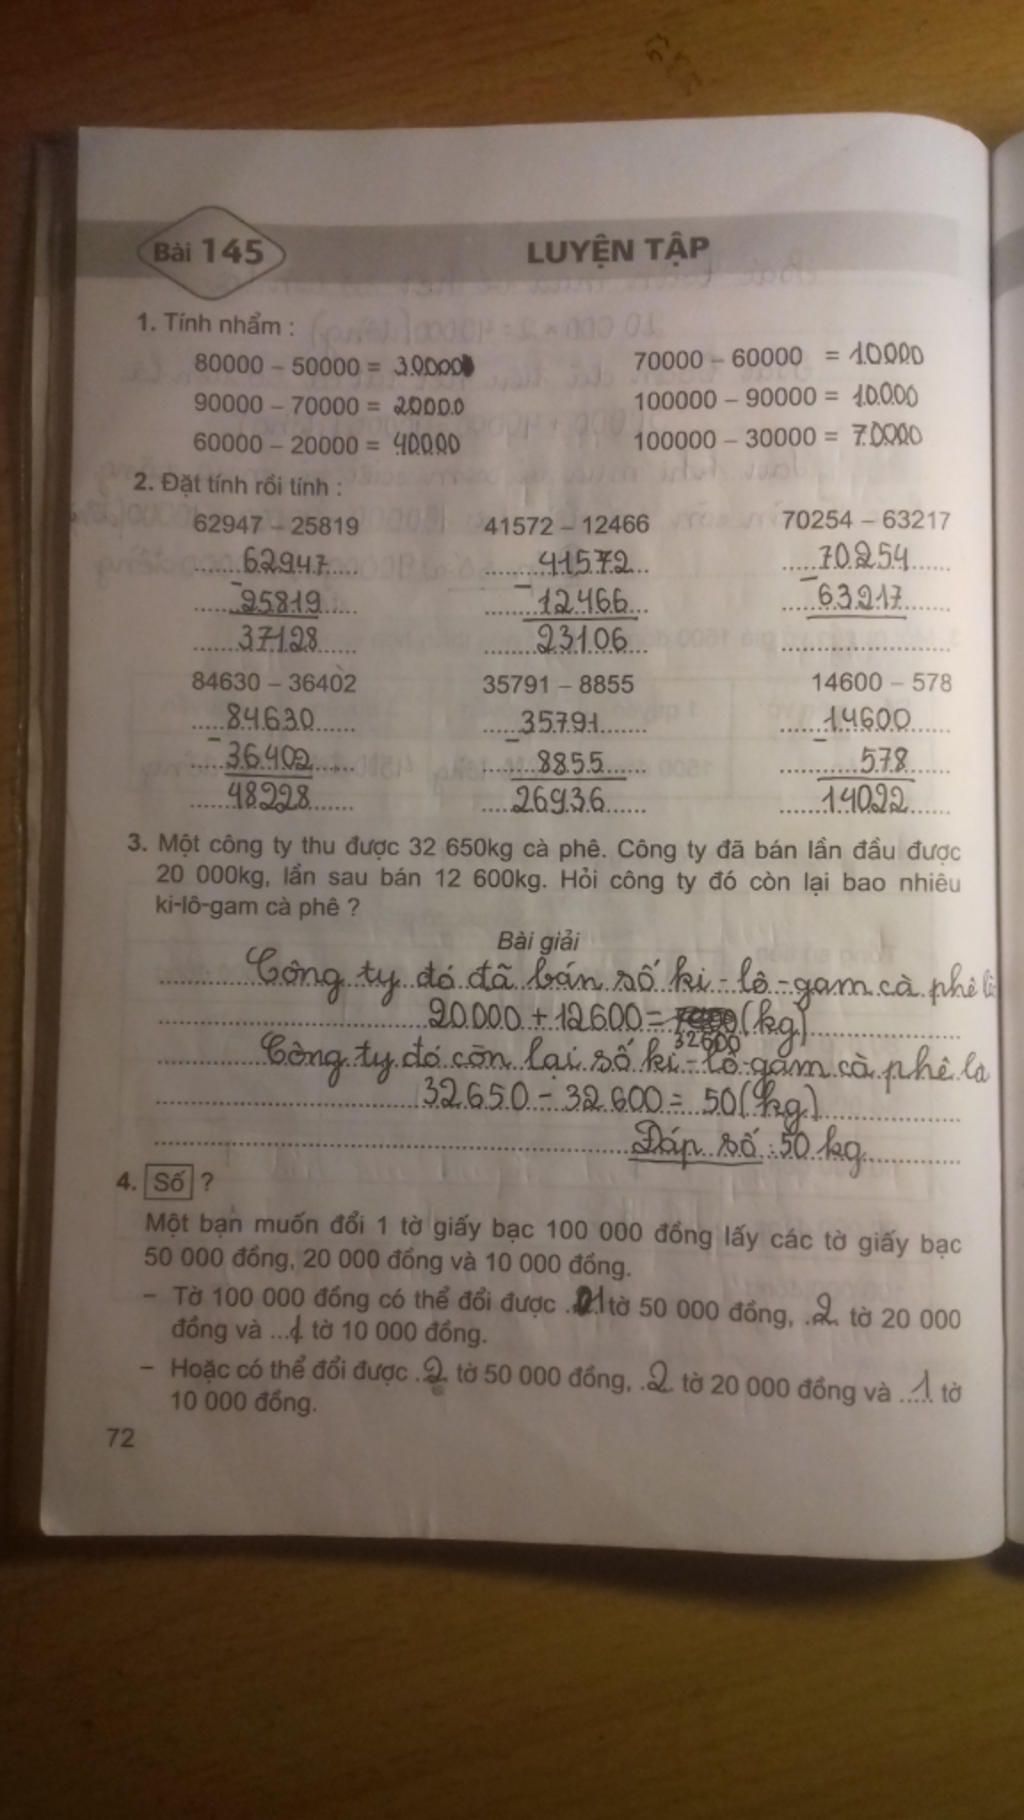 Bài 145 LUYỆN TẬP
1. Tính nhẩm :
80000 – 50000 = 30000 70000 – 60000 = 10000
90000 – 70000 = 20000 100000 – 90000 = 10000
60000 – 20000 = 40000 100000 – 30000 = 70000
2. Đặt tính rồi tính :
62947 – 25819 41572 – 12466 70254 – 63217
62947 41572 70254
– 25819 – 12466 – 63217
37128 23106
84630 – 36402 35791 – 8855 14600 – 578
84630 35791 14600
– 36402 – 8855 – 578
48228 26936 14022
3. Một công ty thu được 32 650kg cà phê. Công ty đã bán lần đầu được
20 000kg, lần sau bán 12 600kg. Hỏi công ty đó còn lại bao nhiêu
ki-lô-gam cà phê ?
Bài giải
Công ty đó đã bán số ki-lô-gam cà phê là
20000 + 12600 = 32600 (kg)
Công ty đó còn lại số ki-lô-gam cà phê là
32650 - 32600 = 50 (kg)
Đáp số : 50 kg
4. Số ?
Một bạn muốn đổi 1 tờ giấy bạc 100 000 đồng lấy các tờ giấy bạc
50 000 đồng, 20 000 đồng và 10 000 đồng.
– Tờ 100 000 đồng có thể đổi được 1 tờ 50 000 đồng, 2 tờ 20 000
đồng và 1 tờ 10 000 đồng.
– Hoặc có thể đổi được 2 tờ 50 000 đồng, 2 tờ 20 000 đồng và 1 tờ
10 000 đồng.
72